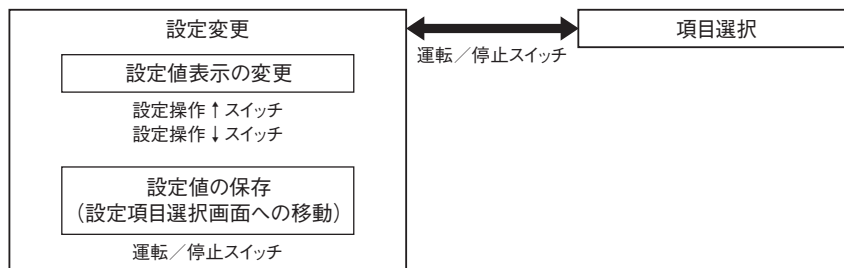 設定変更
設定値表示の変更
設定操作↑スイッチ
設定操作↓スイッチ
設定値の保存
（設定項目選択画面への移動）
運転／停止スイッチ
運転／停止スイッチ
項目選択